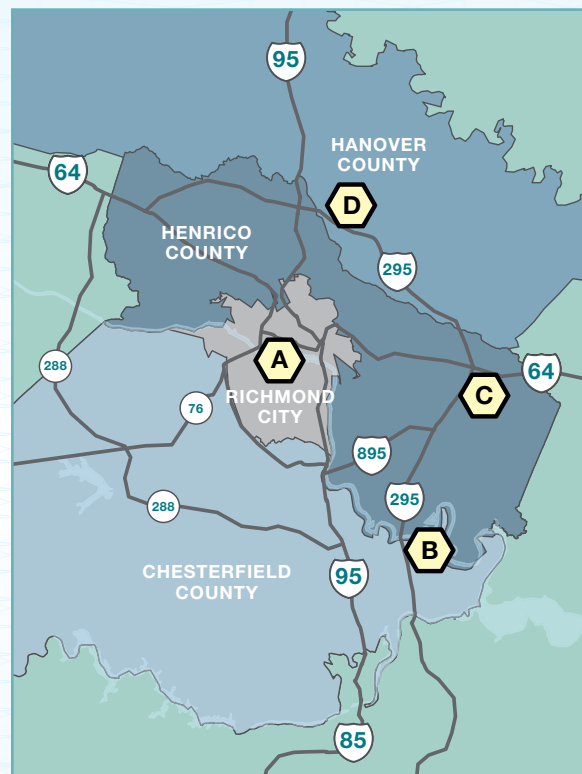 95
HANOVER
COUNTY
64
D
HENRICO
COUNTY
295
A
288
64
RICHMOND
CITY
C
76
895
295
288
B
CHESTERFIELD
COUNTY
95
85